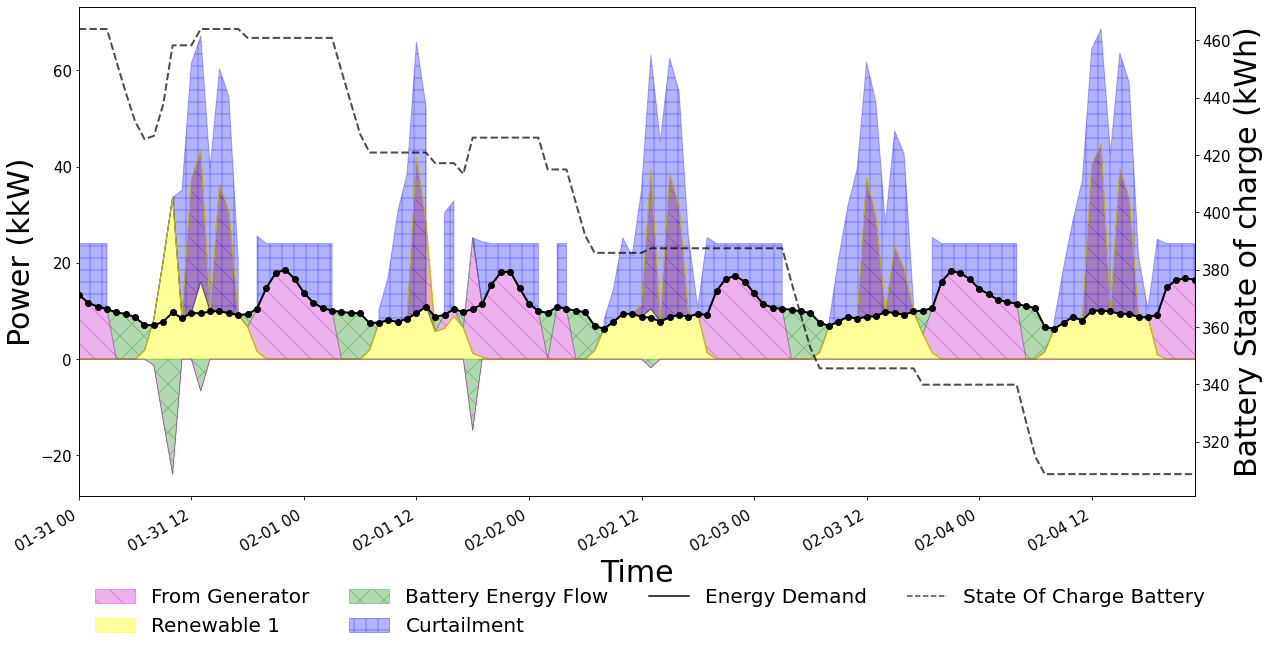 Power (kkW)
60
40
20
0
−20
460
440
420
400
380
360
340
320
Battery State of charge (kWh)
01-31 00
01-31 12
02-01 00
02-01 12
02-02 00
02-02 12
02-03 00
02-03 12
02-04 00
02-04 12
Time
From Generator
Battery Energy Flow
Energy Demand
State Of Charge Battery
Renewable 1
Curtailment